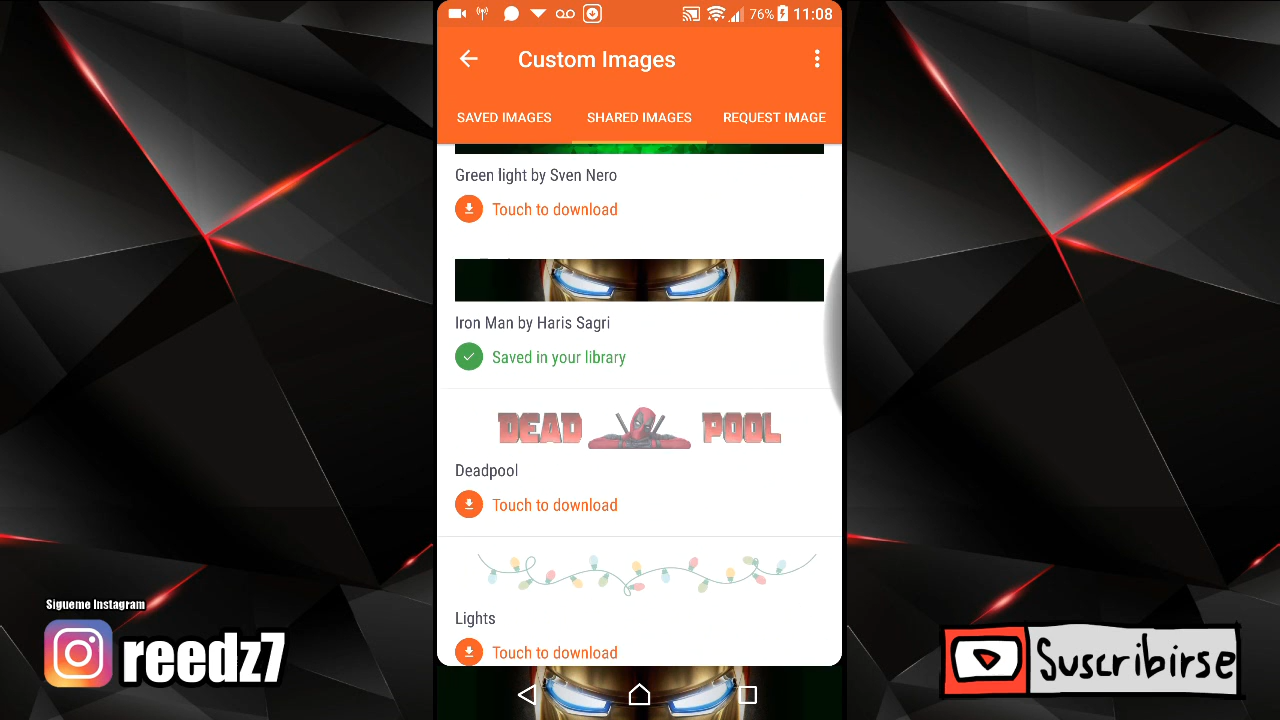 76% 11:08
Custom Images
SAVED IMAGES SHARED IMAGES REQUEST IMAGE
Green light by Sven Nero
Touch to download
Iron Man by Haris Sagri
Saved in your library
DEAD POOL
Deadpool
Touch to download
Lights
Touch to download
Sigueme Instagram
reedz7
Suscribirse